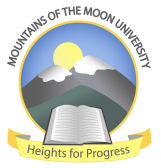 MOUNTAINS OF THE MOON UNIVERSITY
Heights for Progress